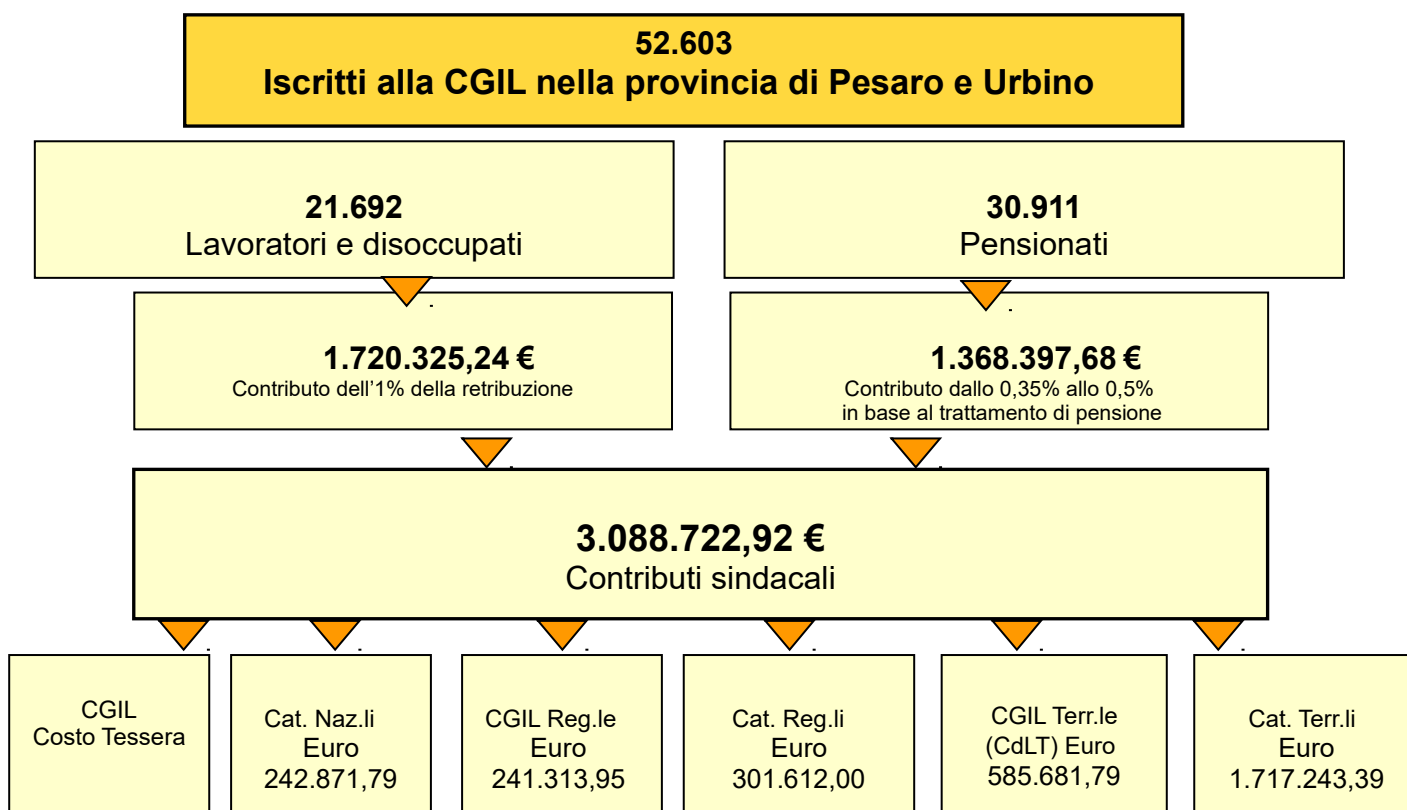 52.603
Iscritti alla CGIL nella provincia di Pesaro e Urbino
21.692
Lavoratori e disoccupati
30.911
Pensionati
1.720.325,24 €
Contributo dell'1% della retribuzione
1.368.397,68 €
Contributo dallo 0,35% allo 0,5%
in base al trattamento di pensione
3.088.722,92 €
Contributi sindacali
CGIL
Costo Tessera
Cat. Naz.li
Euro
242.871,79
CGIL Reg.le
Euro
241.313,95
Cat. Reg.li
Euro
301.612,00
CGIL Terr.le
(CdLT) Euro
585.681,79
Cat. Terr.li
Euro
1.717.243,39